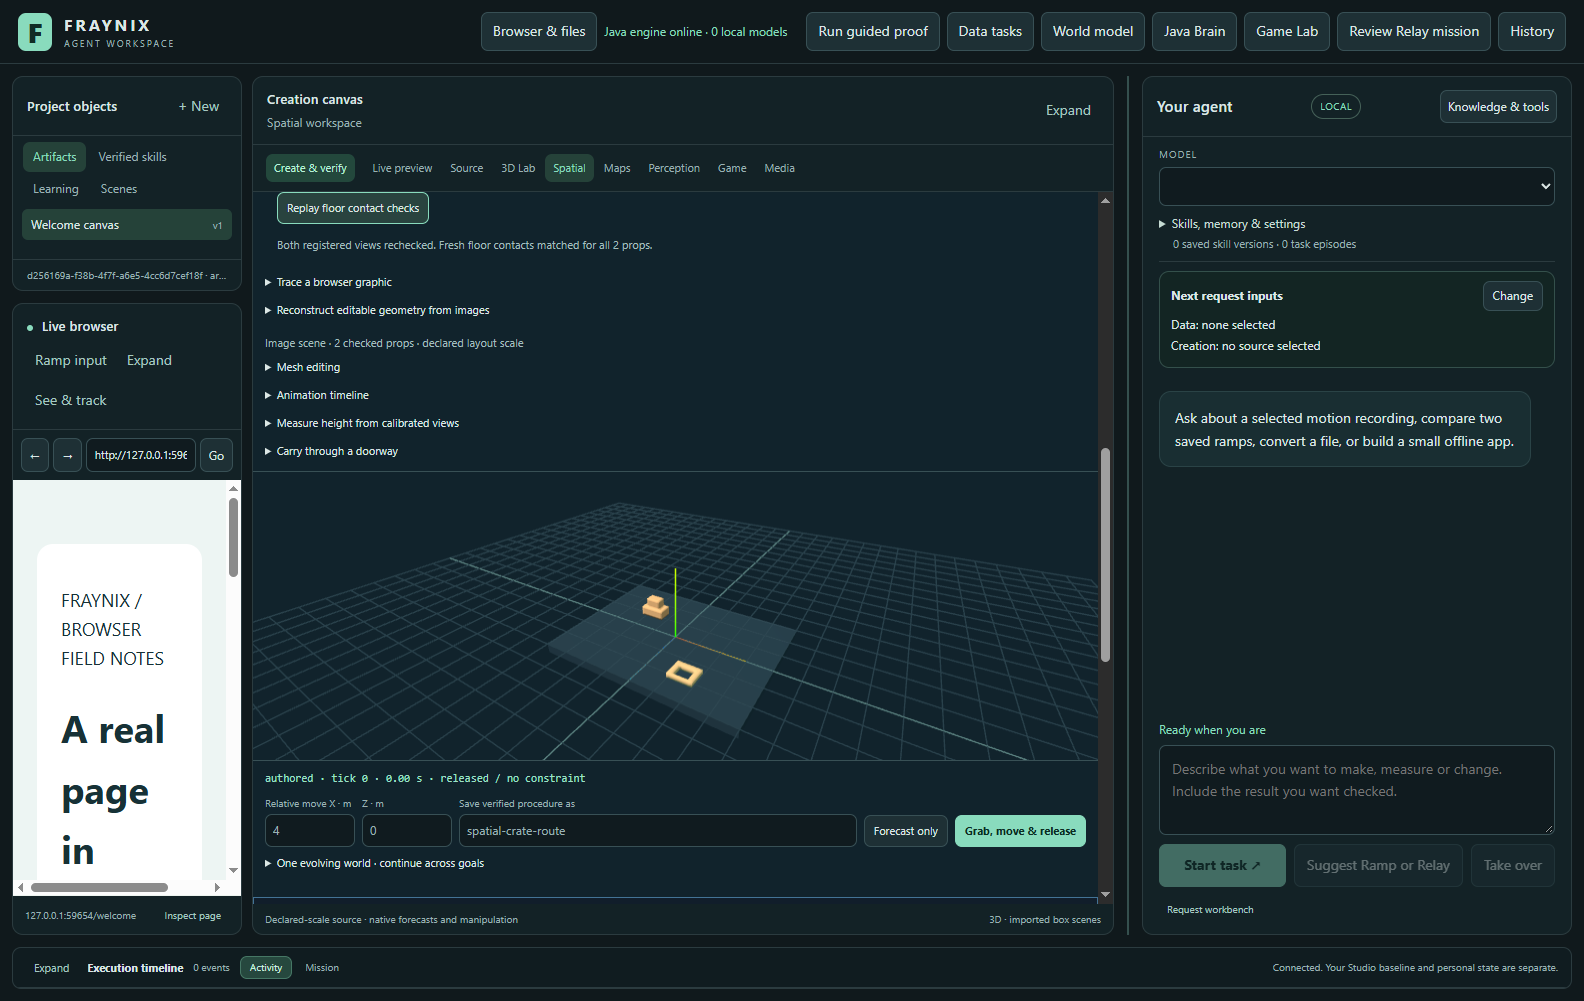 F
FRAYNIX
AGENT WORKSPACE
Browser & files
Java engine online · 0 local models
Run guided proof
Data tasks
World model
Java Brain
Game Lab
Review Relay mission
History
Project objects
+ New
Artifacts
Verified skills
Learning
Scenes
Welcome canvas
v1
d256169a-f38b-4f7f-a6e5-4cc6d7cef18f · ar...
Live browser
Ramp input
Expand
See & track
←
→
http://127.0.0.1:596
Go
FRAYNIX /
BROWSER
FIELD NOTES
A real
page
in
127.0.0.1:59654/welcome
Inspect page
Creation canvas
Spatial workspace
Expand
Create & verify
Live preview
Source
3D Lab
Spatial
Maps
Perception
Game
Media
Replay floor contact checks
Both registered views rechecked. Fresh floor contacts matched for all 2 props.
Trace a browser graphic
Reconstruct editable geometry from images
Image scene · 2 checked props · declared layout scale
Mesh editing
Animation timeline
Measure height from calibrated views
Carry through a doorway
authored · tick 0 · 0.00 s · released / no constraint
Relative move X · m
Z · m
Save verified procedure as
4
0
spatial-crate-route
Forecast only
Grab, move & release
One evolving world · continue across goals
Declared-scale source · native forecasts and manipulation
3D · imported box scenes
Your agent
LOCAL
Knowledge & tools
MODEL
Skills, memory & settings
0 saved skill versions · 0 task episodes
Next request inputs
Change
Data: none selected
Creation: no source selected
Ask about a selected motion recording, compare two
saved ramps, convert a file, or build a small offline app.
Ready when you are
Describe what you want to make, measure or change.
Include the result you want checked.
Start task ↗
Suggest Ramp or Relay
Take over
Request workbench
Expand
Execution timeline
0 events
Activity
Mission
Connected. Your Studio baseline and personal state are separate.